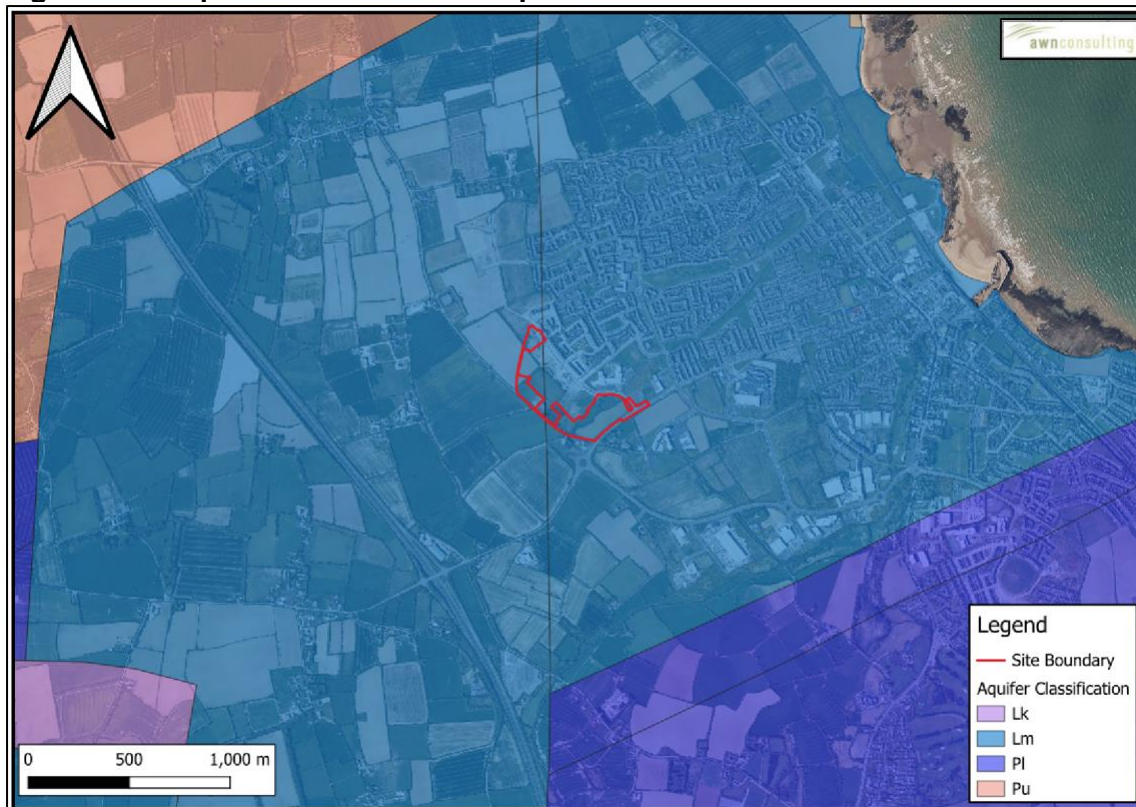 awnconsulting
Legend
Site Boundary
Aquifer Classification
Lk
Lm
Pl
Pu
0 500 1,000 m